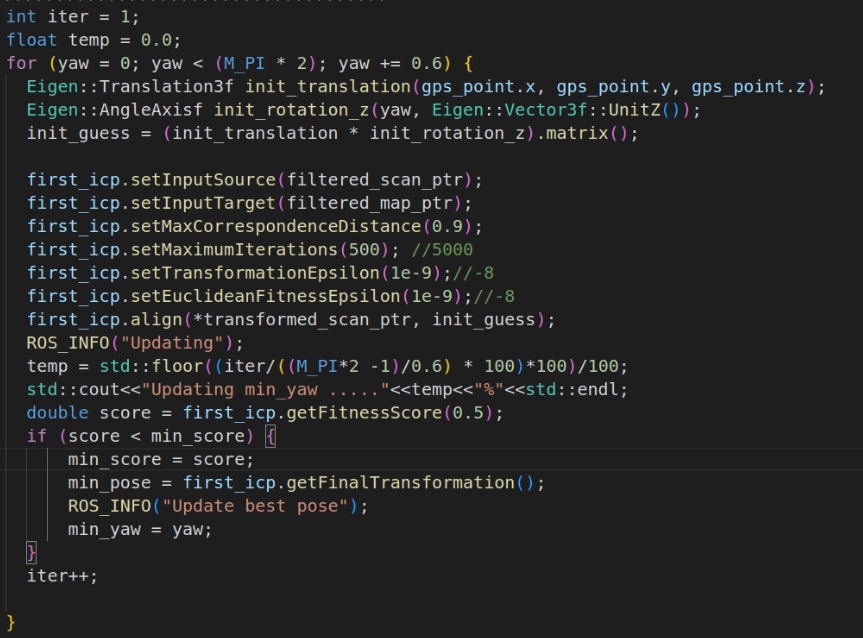 int iter = 1;
float temp = 0.0;
for (yaw = 0; yaw < (M_PI * 2); yaw += 0.6) {
  Eigen::Translation3f init_translation(gps_point.x, gps_point.y, gps_point.z);
  Eigen::AngleAxisf init_rotation_z(yaw, Eigen::Vector3f::UnitZ());
  init_guess = (init_translation * init_rotation_z).matrix();

  first_icp.setInputSource(filtered_scan_ptr);
  first_icp.setInputTarget(filtered_map_ptr);
  first_icp.setMaxCorrespondenceDistance(0.9);
  first_icp.setMaximumIterations(500); //5000
  first_icp.setTransformationEpsilon(1e-9);//-8
  first_icp.setEuclideanFitnessEpsilon(1e-9);//-8
  first_icp.align(*transformed_scan_ptr, init_guess);
  ROS_INFO("Updating");
  temp = std::floor((iter/((M_PI*2 -1)/0.6) * 100)*100)/100;
  std::cout<<"Updating min_yaw ....."<<temp<<"%"<<std::endl;
  double score = first_icp.getFitnessScore(0.5);
  if (score < min_score) {
      min_score = score;
      min_pose = first_icp.getFinalTransformation();
      ROS_INFO("Update best pose");
      min_yaw = yaw;
  }
  iter++;

}